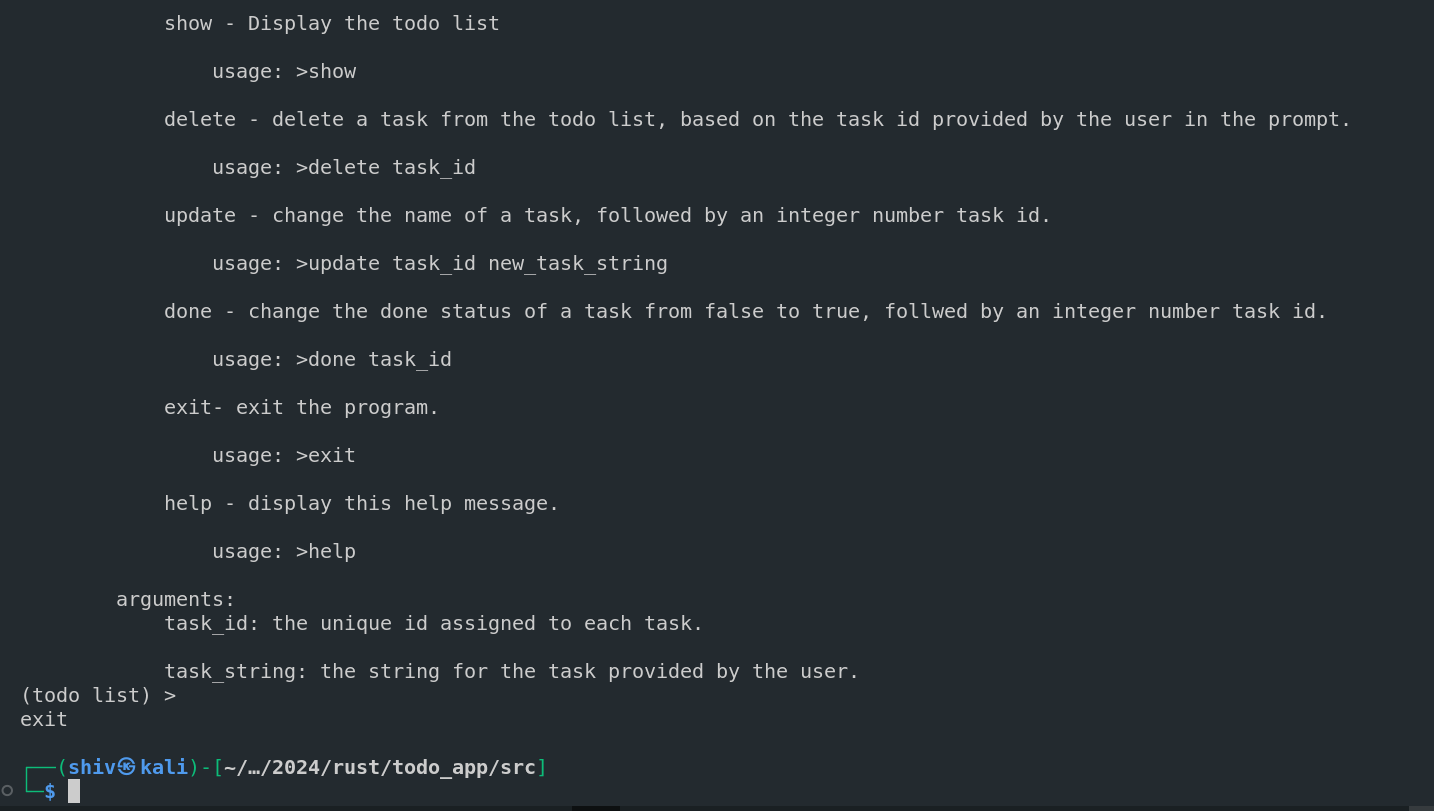 show - Display the todo list
usage: >show
delete - delete a task from the todo list, based on the task id provided by the user in the prompt.
usage: >delete task_id
update - change the name of a task, followed by an integer number task id.
usage: >update task_id new_task_string
done - change the done status of a task from false to true, follwed by an integer number task id.
usage: >done task_id
exit- exit the program.
usage: >exit
help - display this help message.
usage: >help
arguments:
task_id: the unique id assigned to each task.
task_string: the string for the task provided by the user.
(todo list) >
exit
┌──(shiv㉿kali)-[~/…/2024/rust/todo_app/src]
└─$